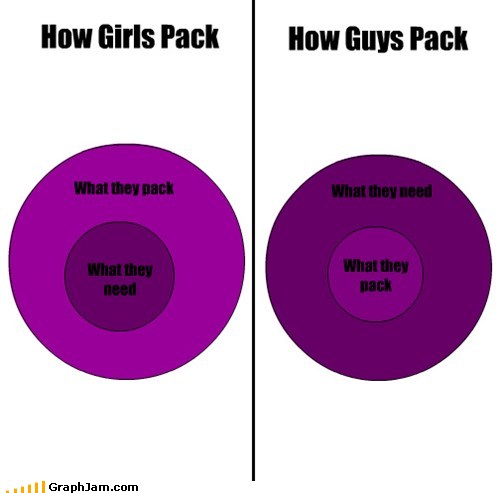 How Girls Pack
How Guys Pack
What they pack
What they
need
What they need
What they
pack
GraphJam.com